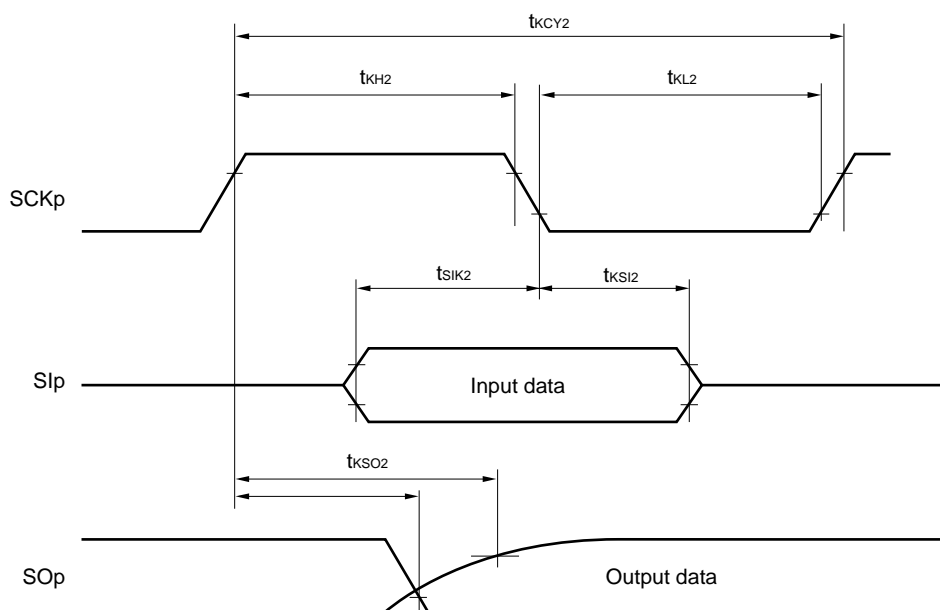 tKCY2
tKH2
tKL2
SCKp
tSIK2
tKSI2
SIp
Input data
tKSO2
SOp
Output data